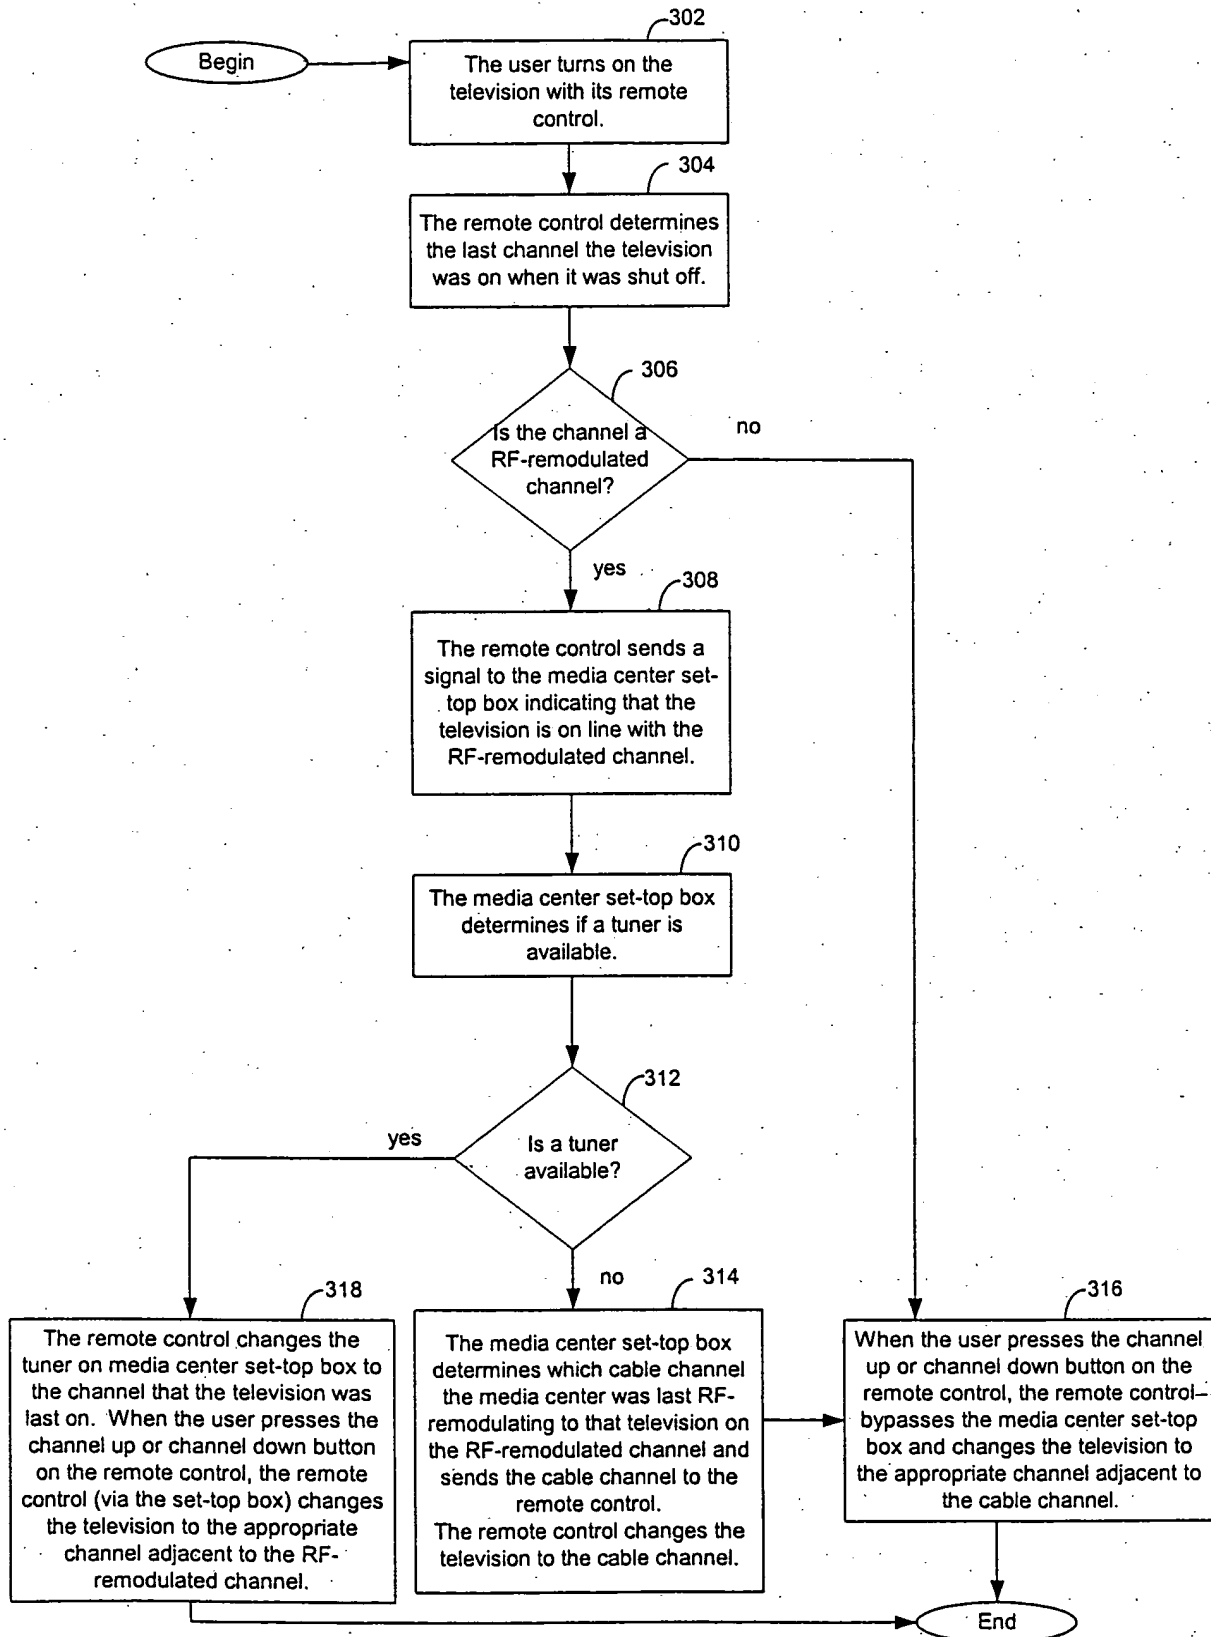 302
Begin
The user turns on the
television with its remote
control.
304
The remote control determines
the last channel the television
was on when it was shut off.
306
Is the channel a
RF-remodulated
channel?
no
yes
308
The remote control sends a
signal to the media center set-
top box indicating that the
television is on line with the
RF-remodulated channel.
310
The media center set-top box
determines if a tuner is
available.
312
Is a tuner
available?
yes
no
318
The remote control changes the
tuner on media center set-top box to
the channel that the television was
last on. When the user presses the
channel up or channel down button
on the remote control, the remote
control (via the set-top box) changes
the television to the appropriate
channel adjacent to the RF-
remodulated channel.
314
The media center set-top box
determines which cable channel
the media center was last RF-
remodulating to that television on
the RF-remodulated channel and
sends the cable channel to the
remote control.
The remote control changes the
television to the cable channel.
316
When the user presses the channel
up or channel down button on the
remote control, the remote control
bypasses the media center set-top
box and changes the television to
the appropriate channel adjacent to
the cable channel.
End